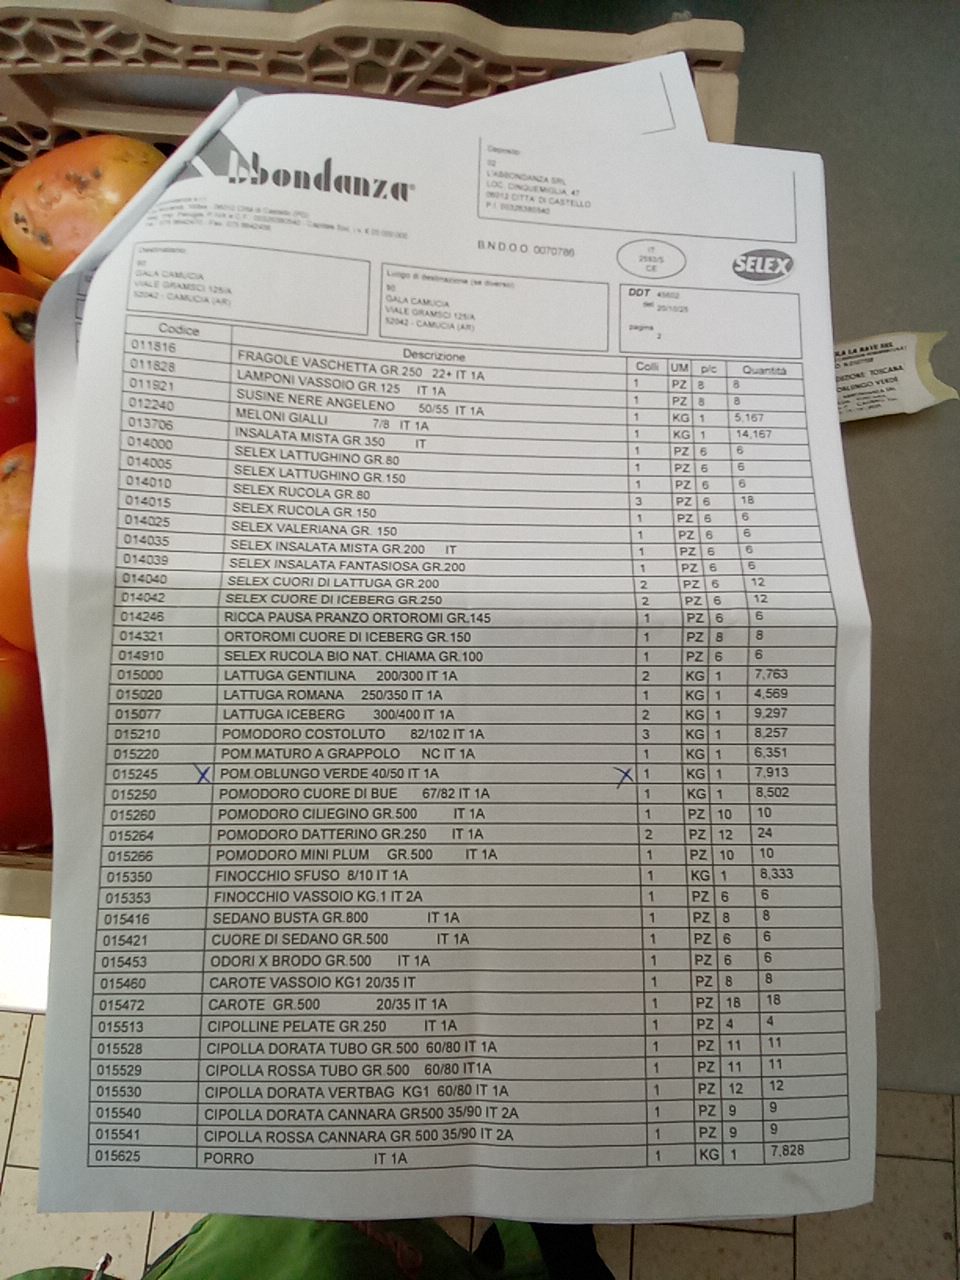 Abbondanza®
Deposito:
02
L'ABBONDANZA SRL
LOC. CINQUEMIGLIA, 47
06012 CITTA' DI CASTELLO
P.I. 00326380540
B.N.D.O.O. 0070786
IT
2593/S
CE
SELEX
Destinatario:
90
GALA CAMUCIA
VIALE GRAMSCI 125/A
52042 - CAMUCIA (AR)
Luogo di destinazione (se diverso)
90
GALA CAMUCIA
VIALE GRAMSCI 125/A
52042 - CAMUCIA (AR)
DDT 45602
del 20/10/25
pagina
2
Codice Descrizione Colli UM p/c Quantità
011816 FRAGOLE VASCHETTA GR.250 22+ IT 1A 1 PZ 8 8
011828 LAMPONI VASSOIO GR.125 IT 1A 1 PZ 8 8
011921 SUSINE NERE ANGELENO 50/55 IT 1A 1 KG 1 5,167
012240 MELONI GIALLI 7/8 IT 1A 1 KG 1 14,167
013706 INSALATA MISTA GR.350 IT 1 PZ 6 6
014000 SELEX LATTUGHINO GR.80 1 PZ 6 6
014005 SELEX LATTUGHINO GR.150 1 PZ 6 6
014010 SELEX RUCOLA GR.80 3 PZ 6 18
014015 SELEX RUCOLA GR.150 1 PZ 6 6
014025 SELEX VALERIANA GR. 150 1 PZ 6 6
014035 SELEX INSALATA MISTA GR.200 IT 1 PZ 6 6
014039 SELEX INSALATA FANTASIOSA GR.200 1 PZ 6 6
014040 SELEX CUORI DI LATTUGA GR.200 2 PZ 6 12
014042 SELEX CUORE DI ICEBERG GR.250 2 PZ 6 12
014246 RICCA PAUSA PRANZO ORTOROMI GR.145 1 PZ 6 6
014321 ORTOROMI CUORE DI ICEBERG GR.150 1 PZ 8 8
014910 SELEX RUCOLA BIO NAT. CHIAMA GR.100 1 PZ 6 6
015000 LATTUGA GENTILINA 200/300 IT 1A 2 KG 1 7,763
015020 LATTUGA ROMANA 250/350 IT 1A 1 KG 1 4,569
015077 LATTUGA ICEBERG 300/400 IT 1A 2 KG 1 9,297
015210 POMODORO COSTOLUTO 82/102 IT 1A 3 KG 1 8,257
015220 POM.MATURO A GRAPPOLO NC IT 1A 1 KG 1 6,351
015245 X POM.OBLUNGO VERDE 40/50 IT 1A X 1 KG 1 7,913
015250 POMODORO CUORE DI BUE 67/82 IT 1A 1 KG 1 8,502
015260 POMODORO CILIEGINO GR.500 IT 1A 1 PZ 10 10
015264 POMODORO DATTERINO GR.250 IT 1A 2 PZ 12 24
015266 POMODORO MINI PLUM GR.500 IT 1A 1 PZ 10 10
015350 FINOCCHIO SFUSO 8/10 IT 1A 1 KG 1 8,333
015353 FINOCCHIO VASSOIO KG.1 IT 2A 1 PZ 6 6
015416 SEDANO BUSTA GR.800 IT 1A 1 PZ 8 8
015421 CUORE DI SEDANO GR.500 IT 1A 1 PZ 6 6
015453 ODORI X BRODO GR.500 IT 1A 1 PZ 6 6
015460 CAROTE VASSOIO KG1 20/35 IT 1 PZ 8 8
015472 CAROTE GR.500 20/35 IT 1A 1 PZ 18 18
015513 CIPOLLINE PELATE GR.250 IT 1A 1 PZ 4 4
015528 CIPOLLA DORATA TUBO GR.500 60/80 IT 1A 1 PZ 11 11
015529 CIPOLLA ROSSA TUBO GR.500 60/80 IT1A 1 PZ 11 11
015530 CIPOLLA DORATA VERTBAG KG1 60/80 IT 1A 1 PZ 12 12
015540 CIPOLLA DORATA CANNARA GR500 35/90 IT 2A 1 PZ 9 9
015541 CIPOLLA ROSSA CANNARA GR.500 35/90 IT 2A 1 PZ 9 9
015625 PORRO IT 1A 1 KG 1 7,828